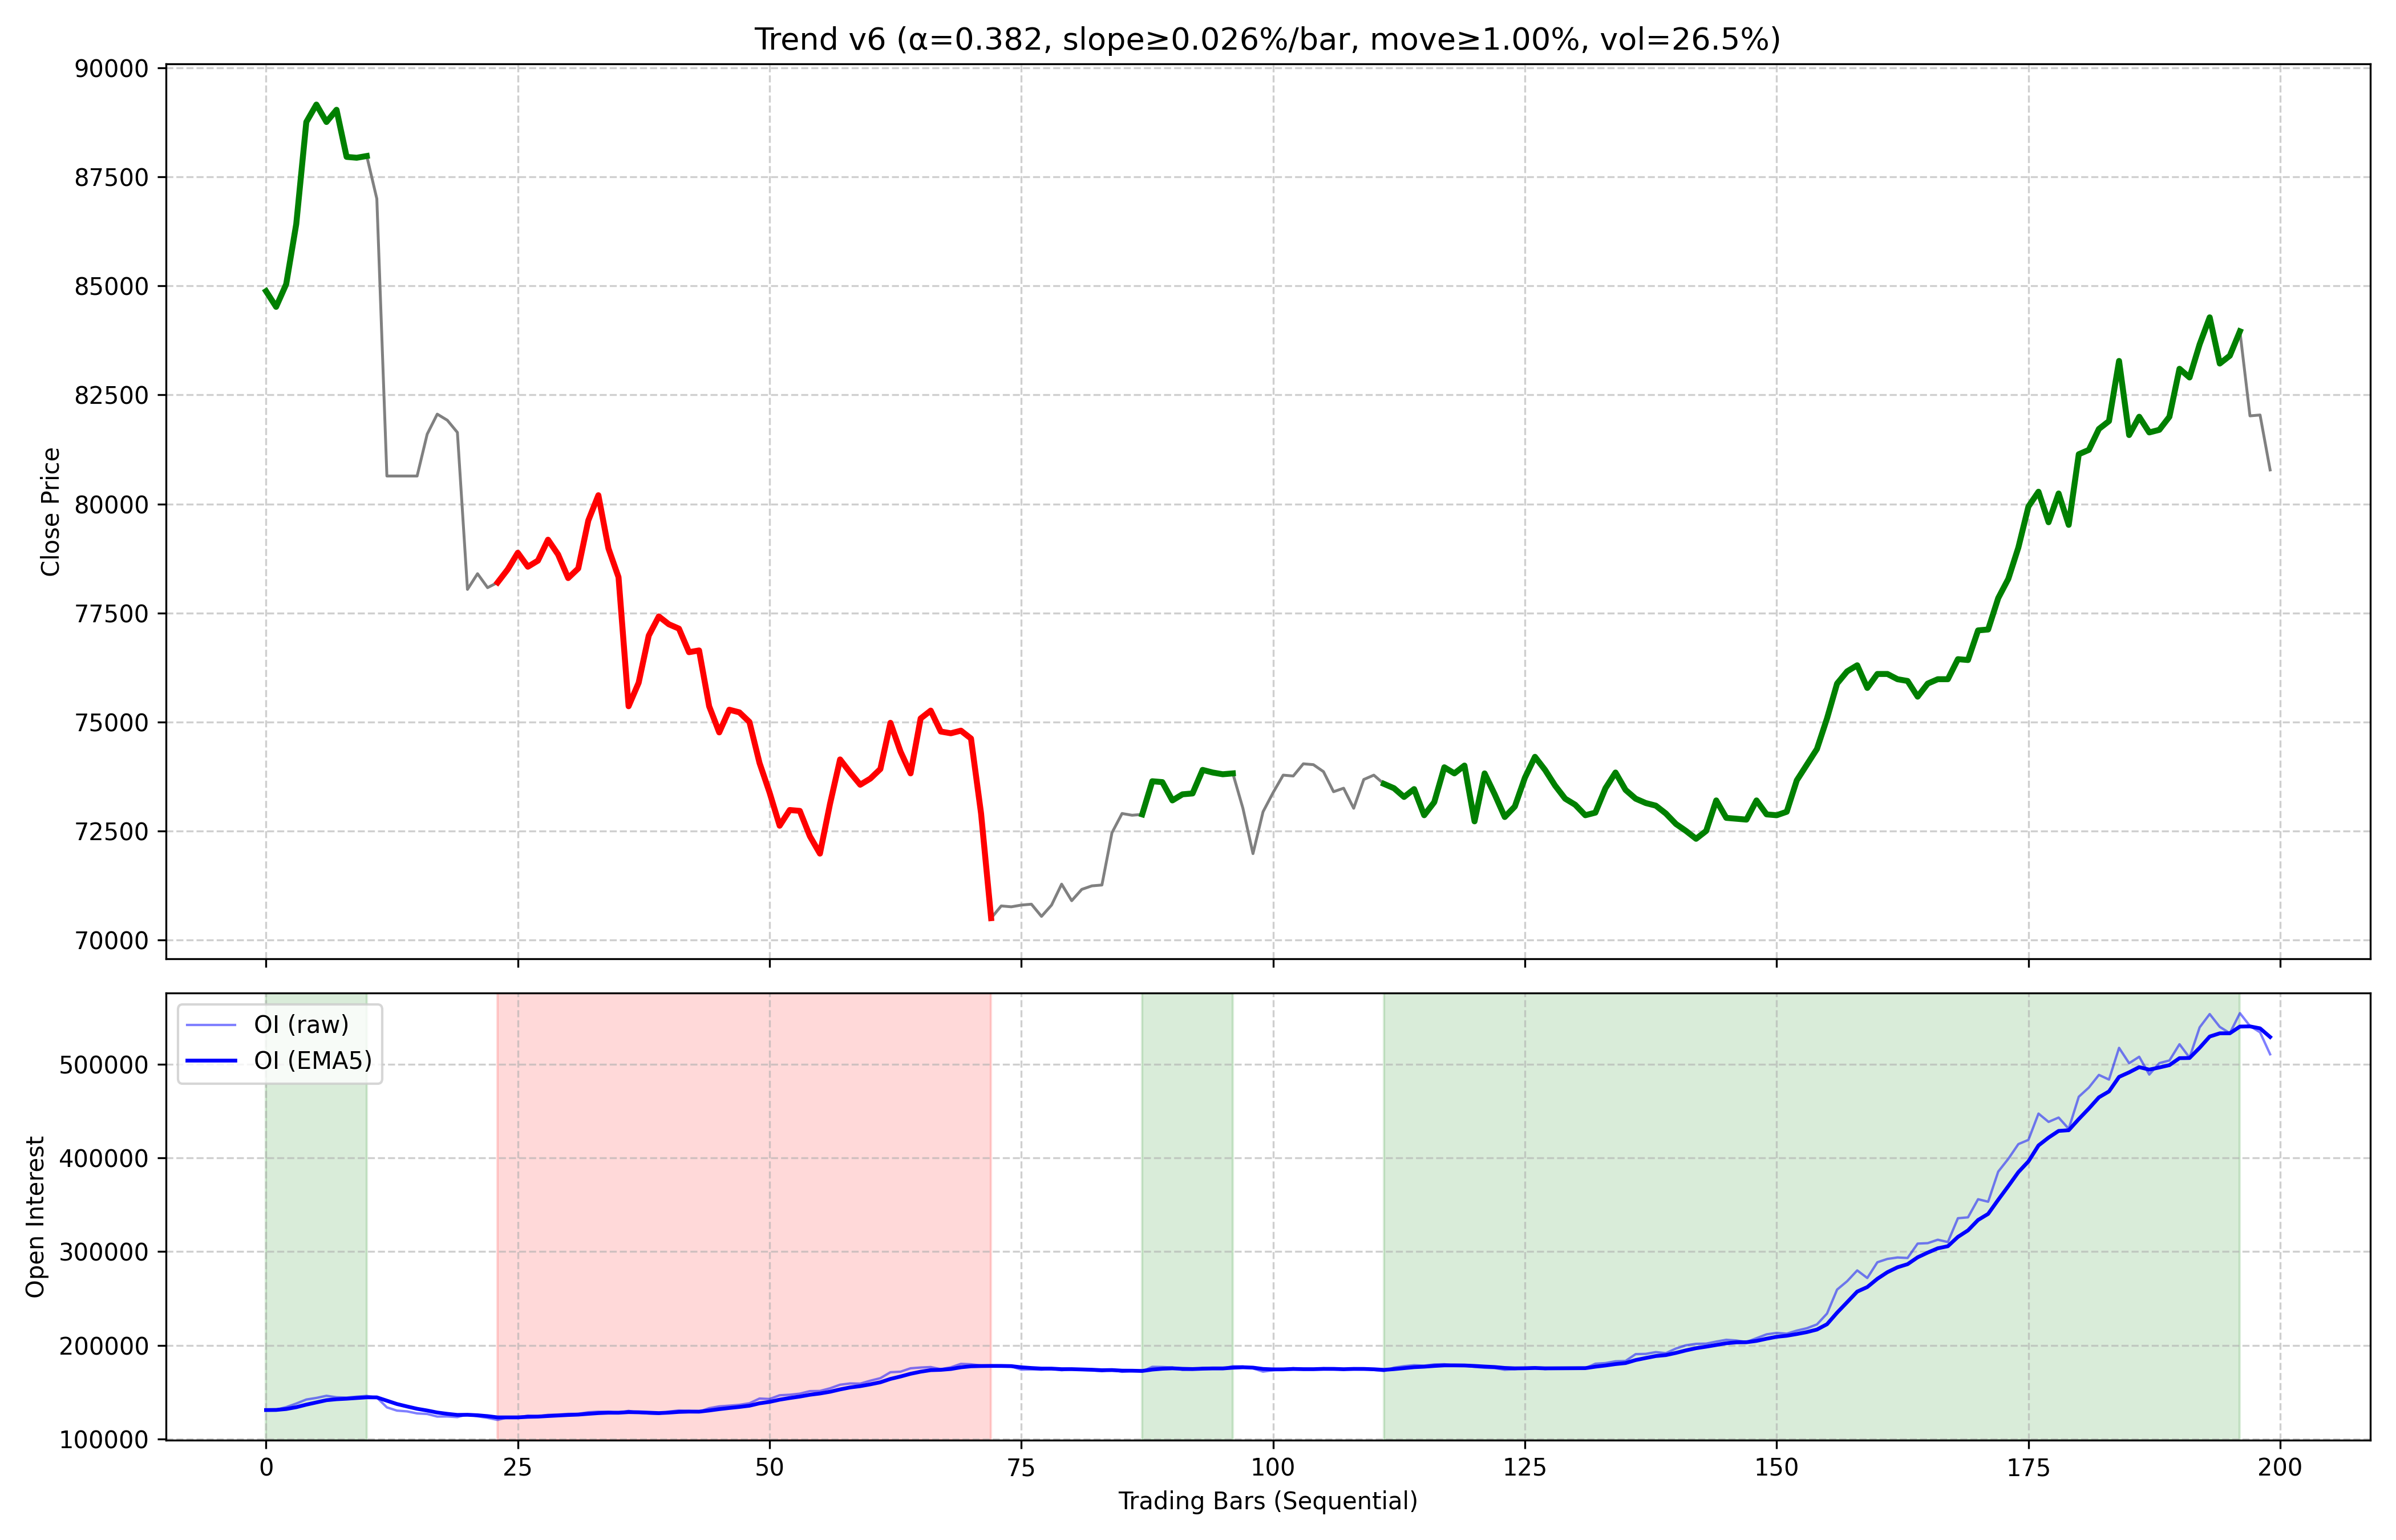 Trend v6 (α=0.382, slope≥0.026%/bar, move≥1.00%, vol=26.5%)
90000
87500
85000
82500
80000
77500
75000
72500
70000
Close Price
OI (raw)
OI (EMA5)
500000
400000
300000
200000
100000
Open Interest
0 25 50 75 100 125 150 175 200
Trading Bars (Sequential)